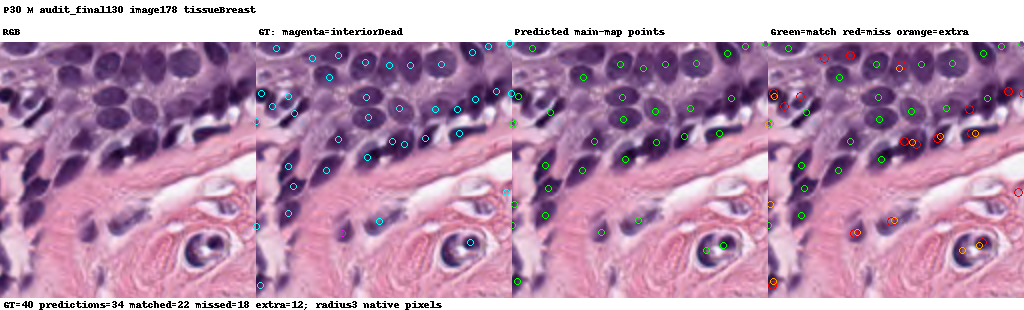 P30 M audit_final130 image178 tissueBreast
RGB
GT: magenta=interiorDead
Predicted main-map points
Green=match red=miss orange=extra
GT=40 predictions=34 matched=22 missed=18 extra=12; radius3 native pixels